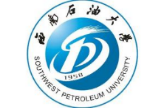 西南石油大学
1958
SOUTHWEST PETROLEUM UNIVERSITY